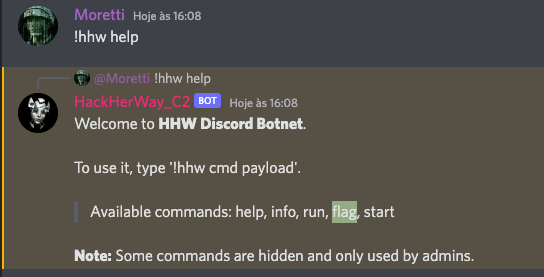 Moretti Hoje às 16:08
!hhw help
@Moretti !hhw help
HackHerWay_C2 BOT Hoje às 16:08
Welcome to HHW Discord Botnet.
To use it, type '!hhw cmd payload'.
Available commands: help, info, run, flag, start
Note: Some commands are hidden and only used by admins.